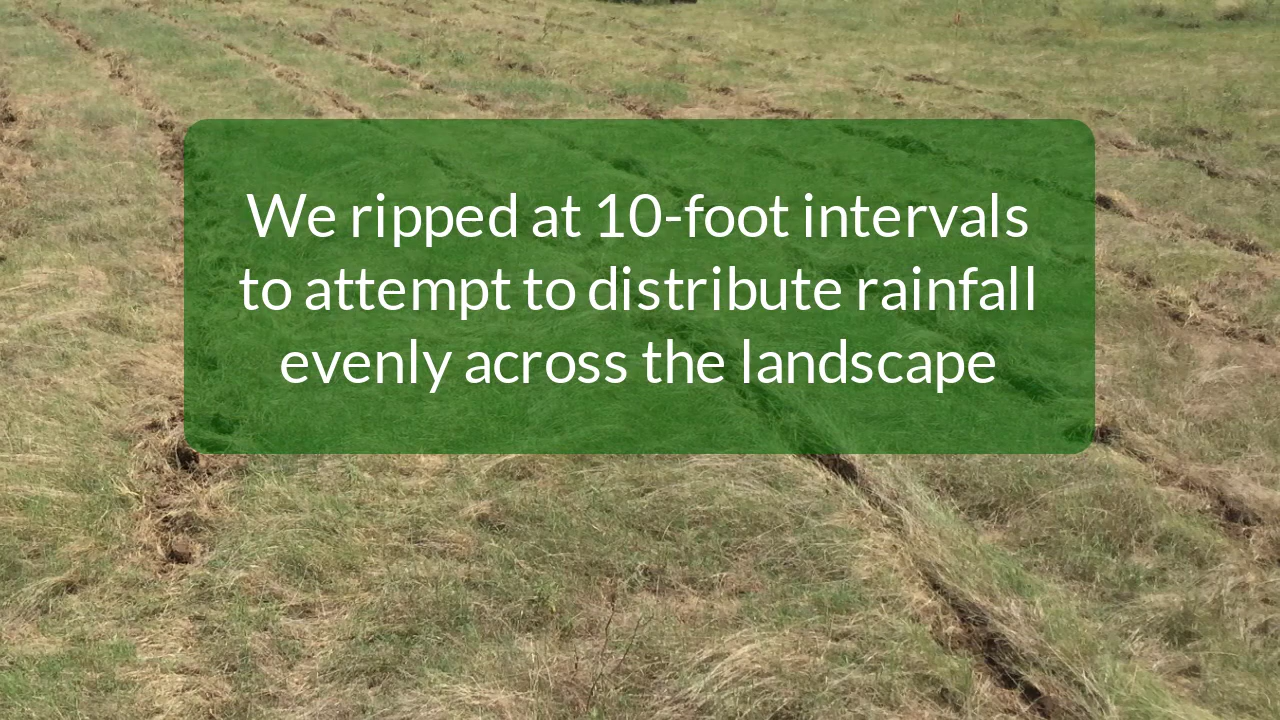 We ripped at 10-foot intervals
to attempt to distribute rainfall
evenly across the landscape